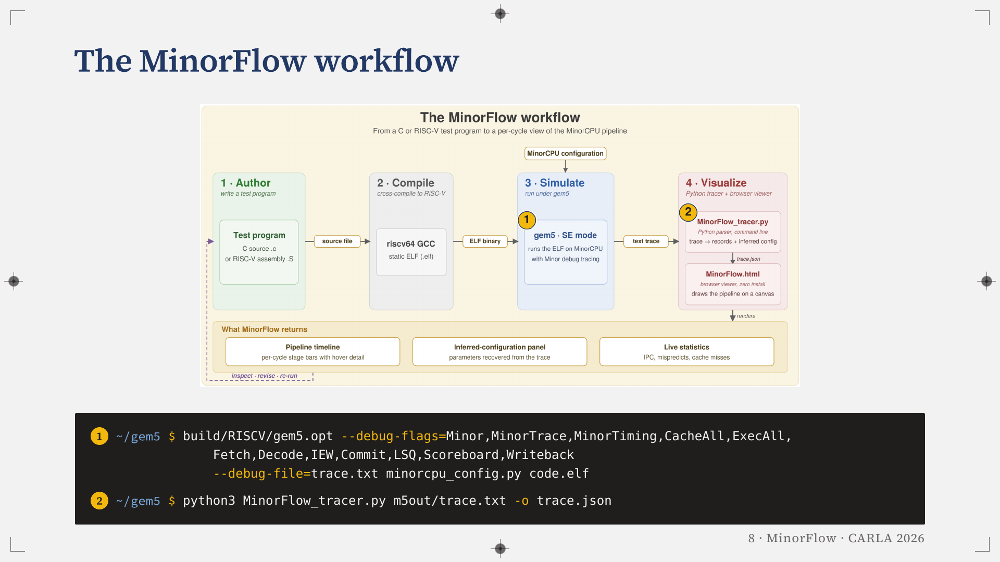 The MinorFlow workflow
The MinorFlow workflow
From a C or RISC-V test program to a per-cycle view of the MinorCPU pipeline
MinorCPU configuration
1 · Author
write a test program
Test program
C source .c
or RISC-V assembly .S
source file
2 · Compile
cross-compile to RISC-V
riscv64 GCC
static ELF (.elf)
ELF binary
3 · Simulate
run under gem5
1
gem5 · SE mode
runs the ELF on MinorCPU
with Minor debug tracing
text trace
4 · Visualize
Python tracer + browser viewer
2
MinorFlow_tracer.py
Python parser, command line
trace → records + inferred config
trace.json
MinorFlow.html
browser viewer, zero install
draws the pipeline on a canvas
renders
What MinorFlow returns
Pipeline timeline
per-cycle stage bars with hover detail
Inferred-configuration panel
parameters recovered from the trace
Live statistics
IPC, mispredicts, cache misses
inspect · revise · re-run
1 ~/gem5 $ build/RISCV/gem5.opt --debug-flags=Minor,MinorTrace,MinorTiming,CacheAll,ExecAll,
Fetch,Decode,IEW,Commit,LSQ,Scoreboard,Writeback
--debug-file=trace.txt minorcpu_config.py code.elf
2 ~/gem5 $ python3 MinorFlow_tracer.py m5out/trace.txt -o trace.json
8 · MinorFlow · CARLA 2026